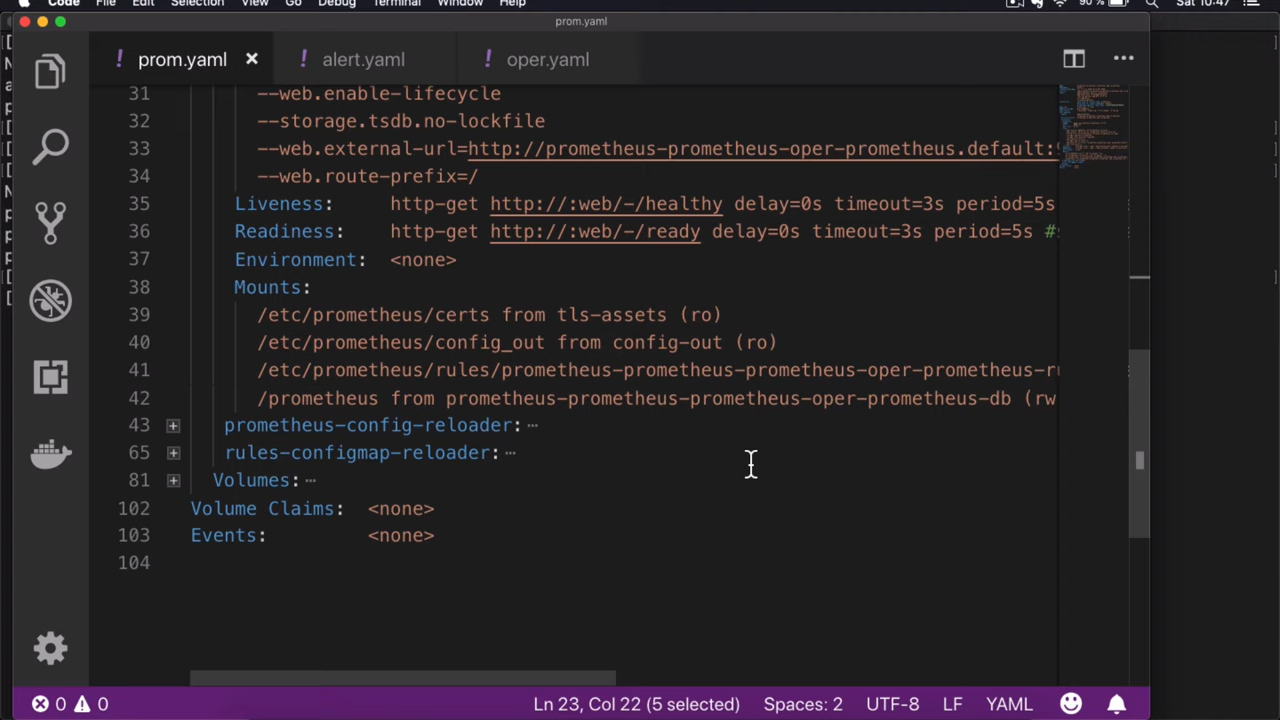 Code File Edit Selection View Go Debug Terminal Window Help 90% Sat 10:47
prom.yaml
! prom.yaml × ! alert.yaml ! oper.yaml ...
31 --web.enable-lifecycle
32 --storage.tsdb.no-lockfile
33 --web.external-url=http://prometheus-prometheus-oper-prometheus.default:
34 --web.route-prefix=/
35 Liveness: http-get http://:web/-/healthy delay=0s timeout=3s period=5s
36 Readiness: http-get http://:web/-/ready delay=0s timeout=3s period=5s #s
37 Environment: <none>
38 Mounts:
39 /etc/prometheus/certs from tls-assets (ro)
40 /etc/prometheus/config_out from config-out (ro)
41 /etc/prometheus/rules/prometheus-prometheus-prometheus-oper-prometheus-ru
42 /prometheus from prometheus-prometheus-prometheus-oper-prometheus-db (rw
43 prometheus-config-reloader: ⋯
65 rules-configmap-reloader: ⋯
81 Volumes: ⋯
102 Volume Claims: <none>
103 Events: <none>
104
0 0 Ln 23, Col 22 (5 selected) Spaces: 2 UTF-8 LF YAML